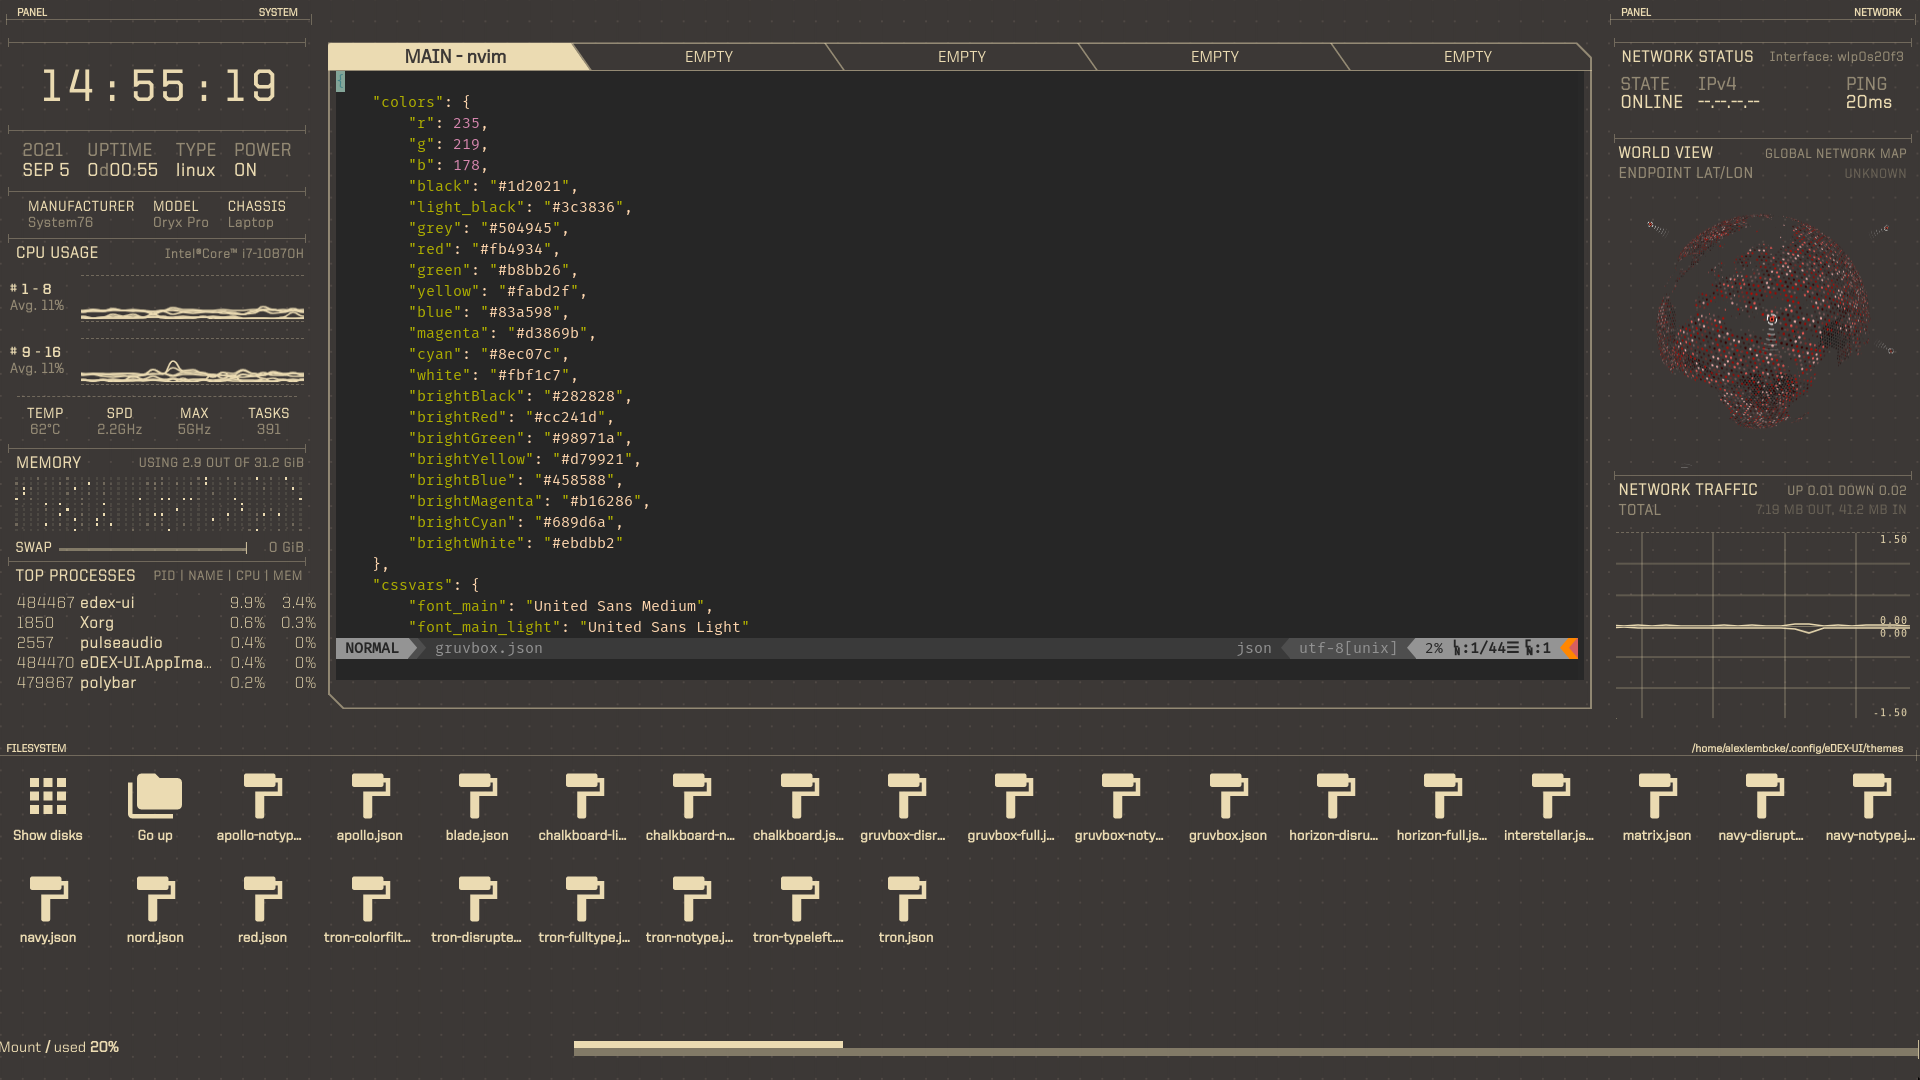 PANEL SYSTEM
14:55:19
2021 UPTIME TYPE POWER
SEP 5 0d00:55 linux ON
MANUFACTURER MODEL CHASSIS
System76 Oryx Pro Laptop
CPU USAGE Intel®Core™ i7-10870H
# 1 - 8
Avg. 11%
# 9 - 16
Avg. 11%
TEMP SPD MAX TASKS
62°C 2.2GHz 5GHz 391
MEMORY USING 2.9 OUT OF 31.2 GiB
SWAP 0 GiB
TOP PROCESSES PID | NAME | CPU | MEM
484467 edex-ui 9.9% 3.4%
1850 Xorg 0.6% 0.3%
2557 pulseaudio 0.4% 0%
484470 eDEX-UI.AppIma... 0.4% 0%
479867 polybar 0.2% 0%
MAIN - nvim EMPTY EMPTY EMPTY EMPTY
{
"colors": {
"r": 235,
"g": 219,
"b": 178,
"black": "#1d2021",
"light_black": "#3c3836",
"grey": "#504945",
"red": "#fb4934",
"green": "#b8bb26",
"yellow": "#fabd2f",
"blue": "#83a598",
"magenta": "#d3869b",
"cyan": "#8ec07c",
"white": "#fbf1c7",
"brightBlack": "#282828",
"brightRed": "#cc241d",
"brightGreen": "#98971a",
"brightYellow": "#d79921",
"brightBlue": "#458588",
"brightMagenta": "#b16286",
"brightCyan": "#689d6a",
"brightWhite": "#ebdbb2"
},
"cssvars": {
"font_main": "United Sans Medium",
"font_main_light": "United Sans Light"
NORMAL gruvbox.json json utf-8[unix] 2% :1/44☰ :1
PANEL NETWORK
NETWORK STATUS Interface: wlp0s20f3
STATE IPv4 PING
ONLINE --.--.--.-- 20ms
WORLD VIEW GLOBAL NETWORK MAP
ENDPOINT LAT/LON UNKNOWN
NETWORK TRAFFIC UP 0.01 DOWN 0.02
TOTAL 7.19 MB OUT, 41.2 MB IN
1.50
0.00
0.00
-1.50
FILESYSTEM /home/alexlembcke/.config/eDEX-UI/themes
Show disks Go up apollo-notyp... apollo.json blade.json chalkboard-li... chalkboard-n... chalkboard.js... gruvbox-disr... gruvbox-full.j... gruvbox-noty... gruvbox.json horizon-disru... horizon-full.js... interstellar.js... matrix.json navy-disrupt... navy-notype.j...
navy.json nord.json red.json tron-colorfilt... tron-disrupte... tron-fulltype.j... tron-notype.j... tron-typeleft.... tron.json
Mount / used 20%